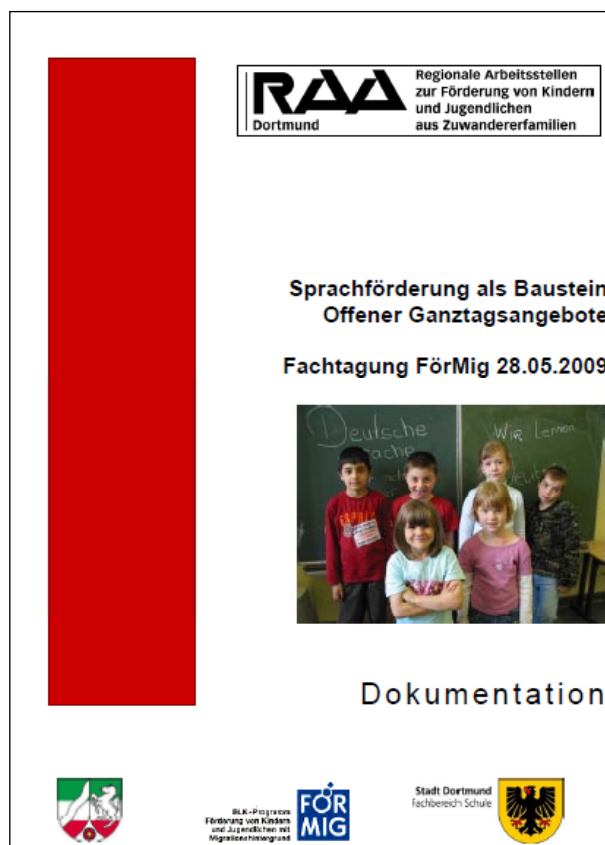 RAA
Dortmund
Regionale Arbeitsstellen
zur Förderung von Kindern
und Jugendlichen
aus Zuwandererfamilien
Sprachförderung als Baustein
Offener Ganztagsangebote
Fachtagung FörMig 28.05.2009
Deutsche
Wir Lernen
Dokumentation
BLK-Programm
Förderung von Kindern
und Jugendlichen mit
Migrationshintergrund
FÖR
MIG
Stadt Dortmund
Fachbereich Schule